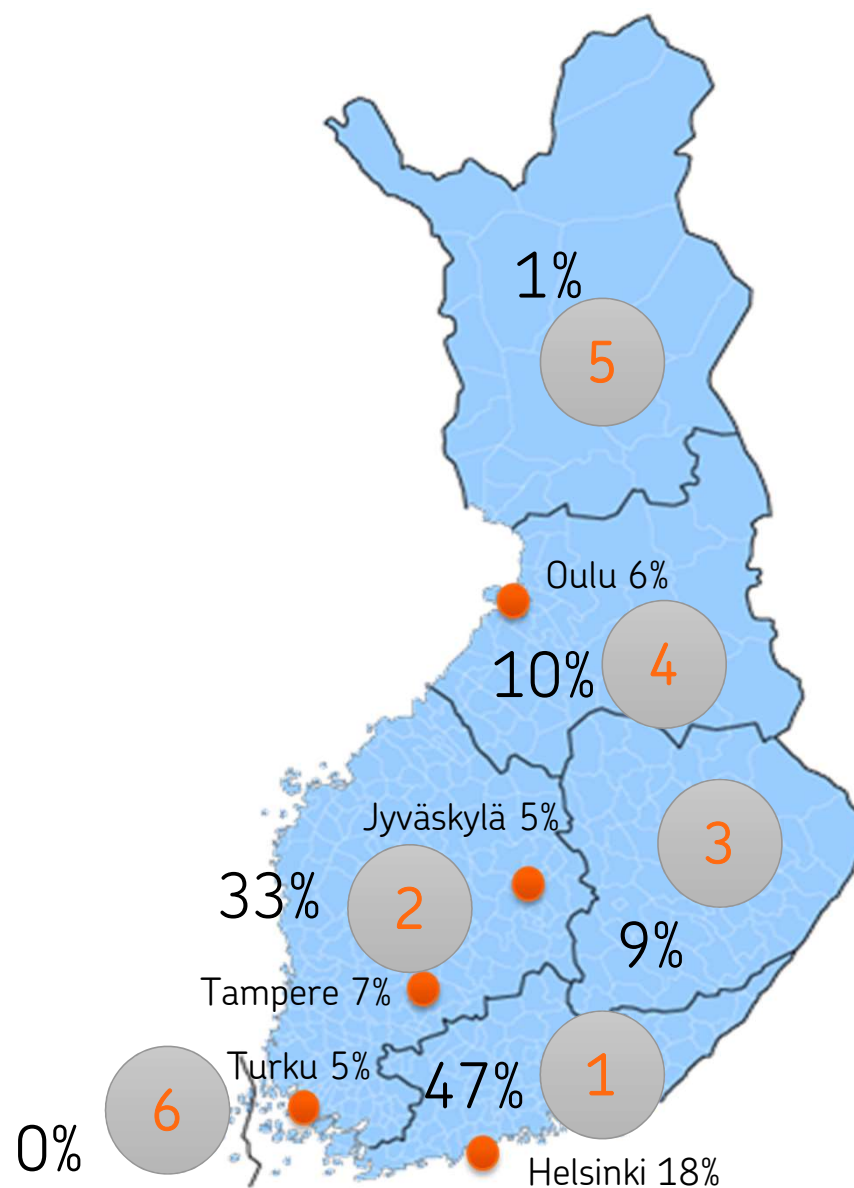 1%
5
Oulu 6%
10%
4
Jyväskylä 5%
3
33%
2
9%
Tampere 7%
Turku 5%
47%
1
6
0%
Helsinki 18%